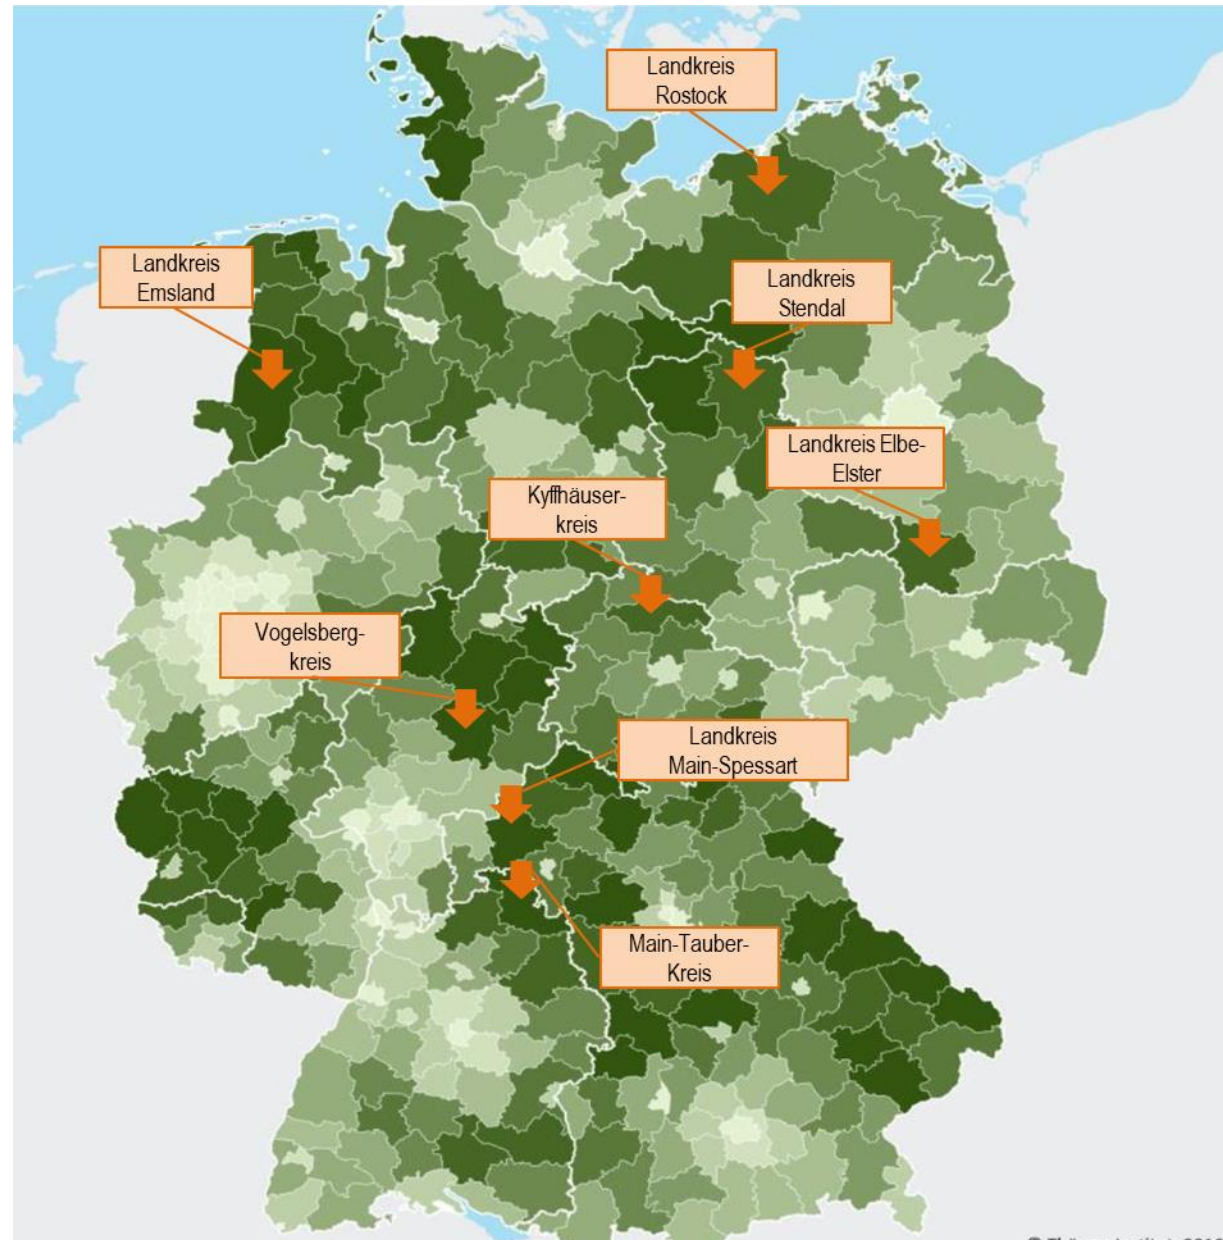 Landkreis
Rostock
Landkreis
Emsland
Landkreis
Stendal
Landkreis Elbe-
Elster
Kyffhäuser-
kreis
Vogelsberg-
kreis
Landkreis
Main-Spessart
Main-Tauber-
Kreis